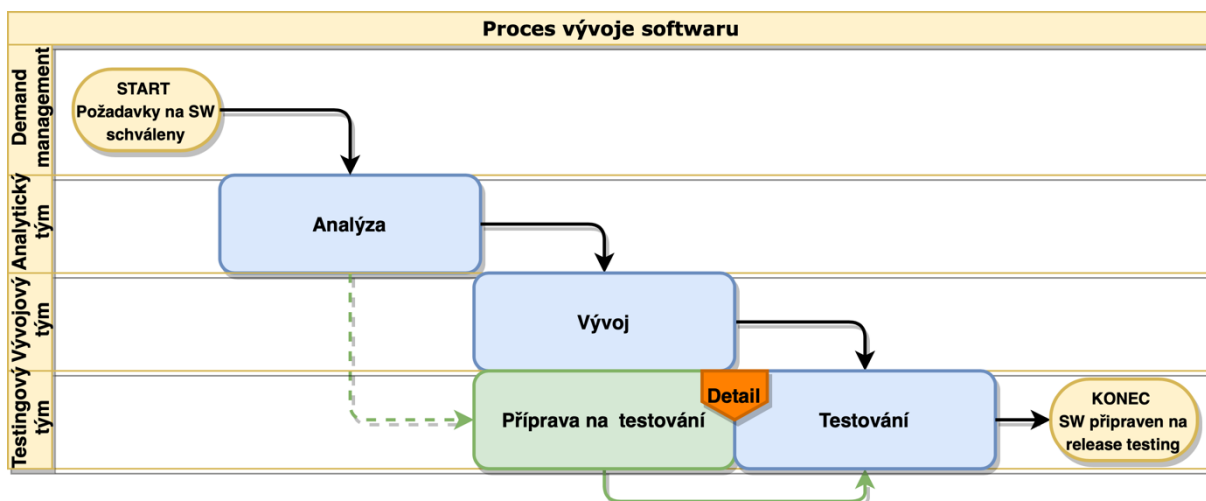 Proces vývoje softwaru
Demand
management
START
Požadavky na SW
schváleny
Analytický
tým
Analýza
Vývojový
tým
Vývoj
Testingový
tým
Příprava na  testování
Detail
Testování
KONEC
SW připraven na
release testing